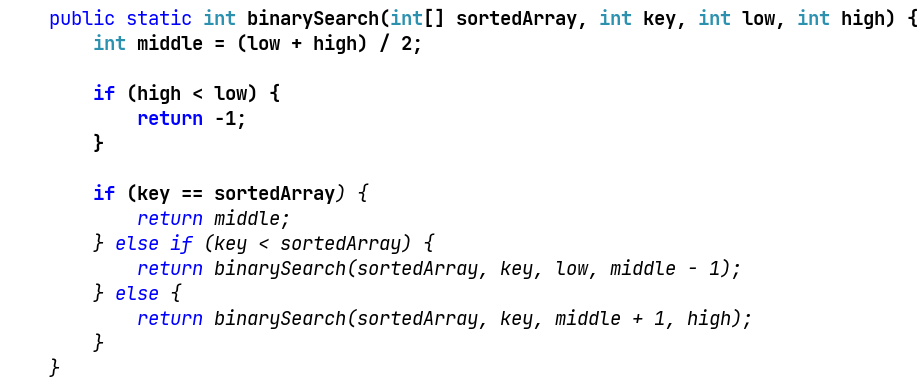 public static int binarySearch(int[] sortedArray, int key, int low, int high) {
    int middle = (low + high) / 2;

    if (high < low) {
        return -1;
    }

    if (key == sortedArray) {
        return middle;
    } else if (key < sortedArray) {
        return binarySearch(sortedArray, key, low, middle - 1);
    } else {
        return binarySearch(sortedArray, key, middle + 1, high);
    }
}